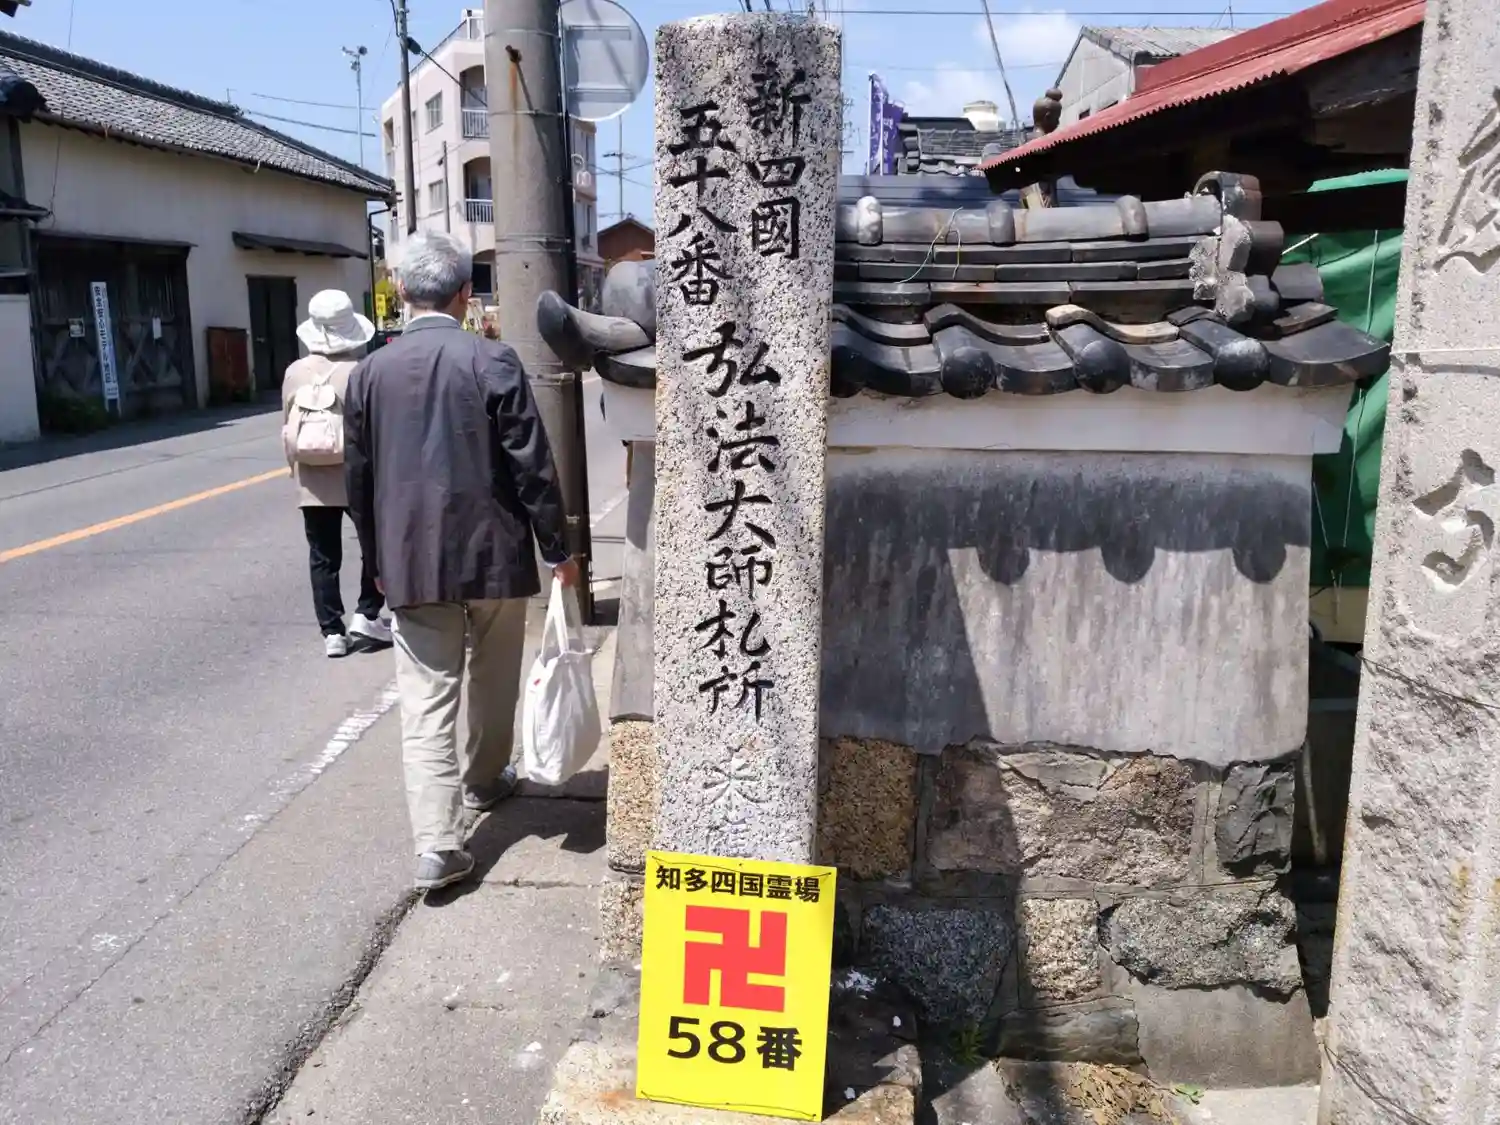 新四國
五十八番
弘法大師札所
知多四国霊場
卍
58番